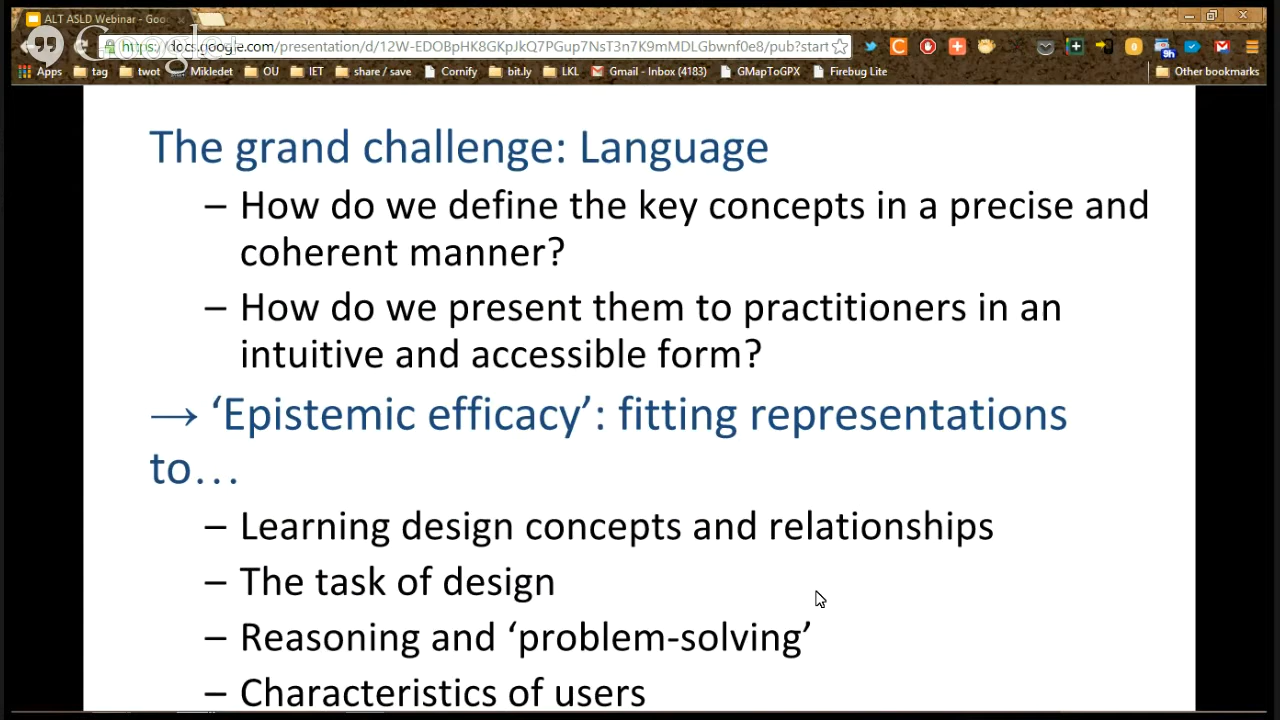 ALT ASLD Webinar - Goo
Google+
https://docs.google.com/presentation/d/12W-EDOBpHK8GKpJkQ7PGup7NsT3n7K9mMDLGbwnf0e8/pub?start
9h
Apps tag twot Mikledet OU IET share / save Cornify bit.ly LKL Gmail - Inbox (4183) GMapToGPX Firebug Lite Other bookmarks
The grand challenge: Language
– How do we define the key concepts in a precise and
coherent manner?
– How do we present them to practitioners in an
intuitive and accessible form?
→ ‘Epistemic efficacy’: fitting representations
to…
– Learning design concepts and relationships
– The task of design
– Reasoning and ‘problem-solving’
– Characteristics of users